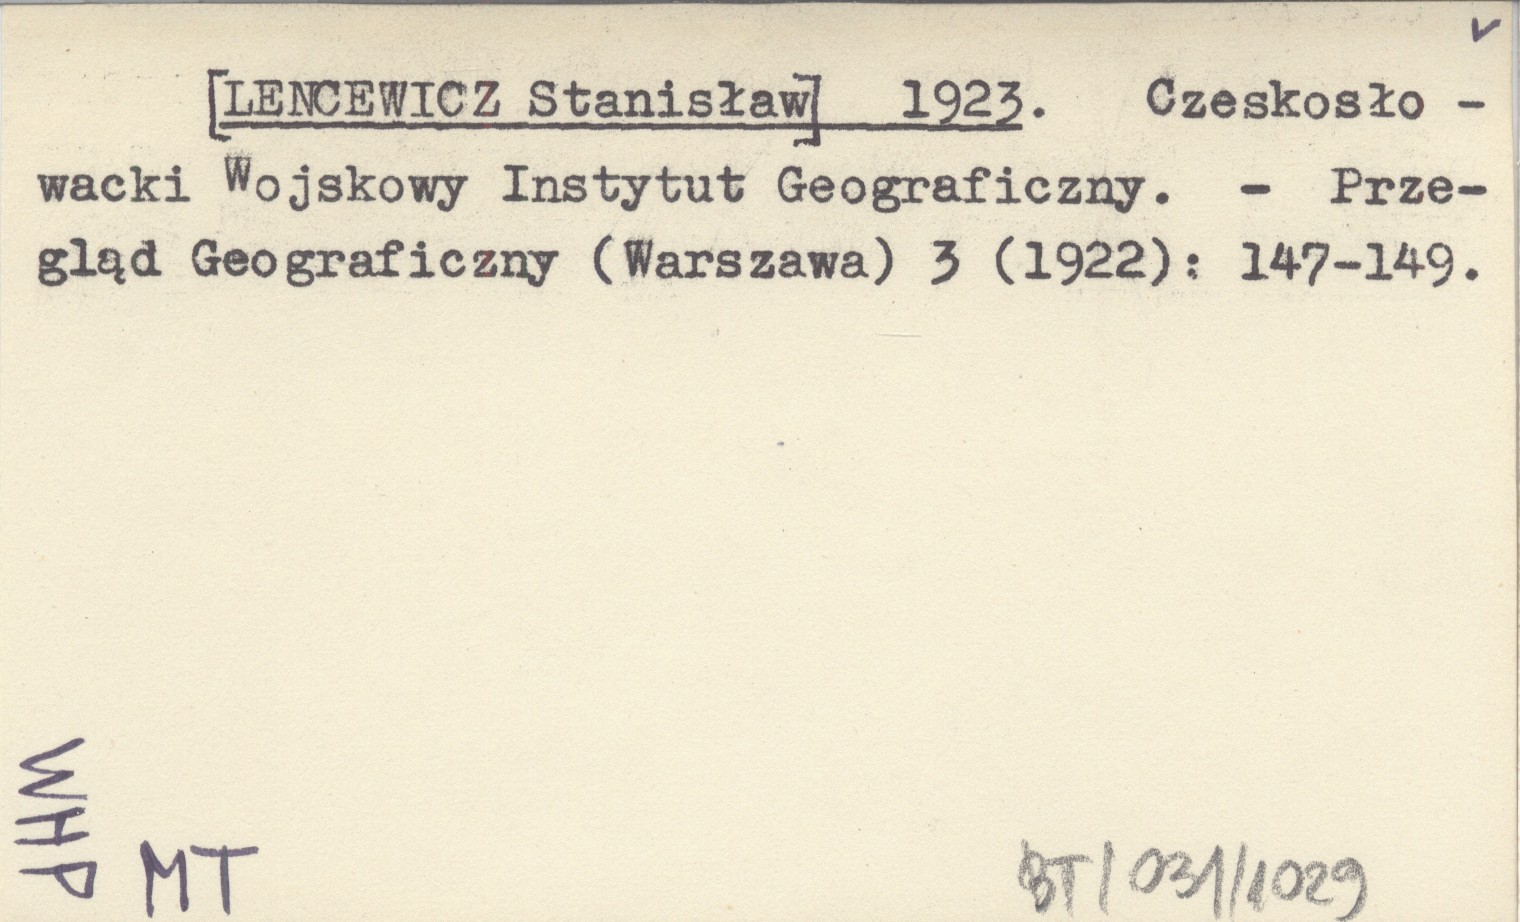 [LENCEWICZ Stanisław] 1923. Czeskosło -
wacki Wojskowy Instytut Geograficzny. - Prze-
gląd Geograficzny (Warszawa) 3 (1922): 147-149.
WHP
MT
BT/031/1029